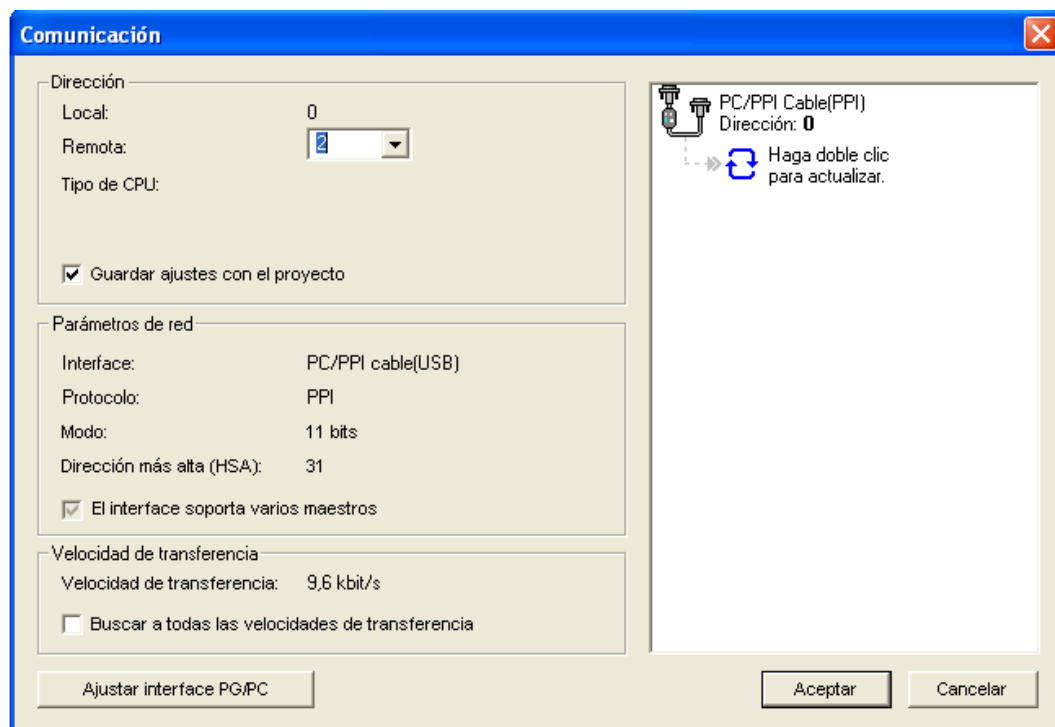 Comunicación
Dirección
Local: 0
Remota: 2
Tipo de CPU:
Guardar ajustes con el proyecto
Parámetros de red
Interface: PC/PPI cable(USB)
Protocolo: PPI
Modo: 11 bits
Dirección más alta (HSA): 31
El interface soporta varios maestros
Velocidad de transferencia
Velocidad de transferencia: 9,6 kbit/s
Buscar a todas las velocidades de transferencia
Ajustar interface PG/PC
PC/PPI Cable(PPI)
Dirección: 0
Haga doble clic
para actualizar.
Aceptar
Cancelar